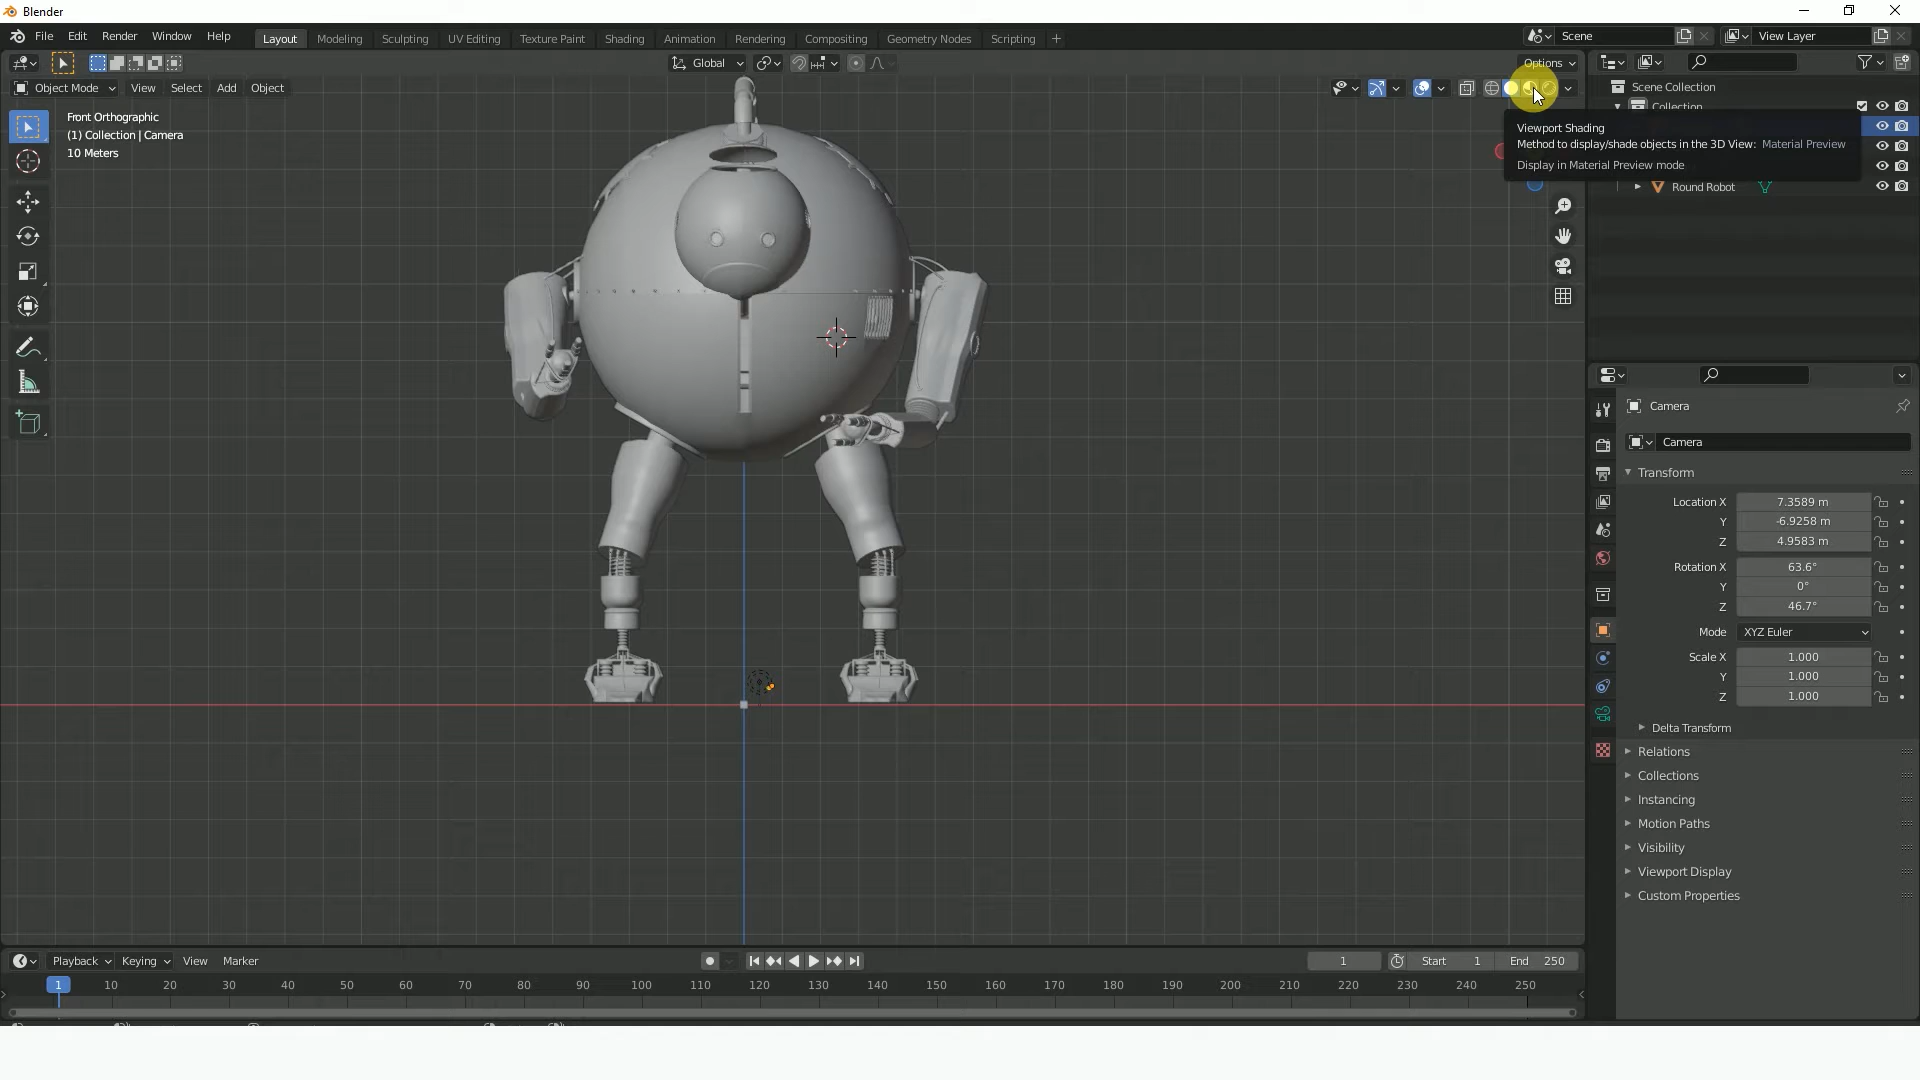 Blender
File Edit Render Window Help
Layout Modeling Sculpting UV Editing Texture Paint Shading Animation Rendering Compositing Geometry Nodes Scripting +
Scene
View Layer
Global
Options
Object Mode View Select Add Object
Scene Collection
Collection
Front Orthographic
(1) Collection | Camera
10 Meters
Viewport Shading
Method to display/shade objects in the 3D View: Material Preview
Display in Material Preview mode
Round Robot
Camera
Camera
Transform
Location X 7.3589 m
Y -6.9258 m
Z 4.9583 m
Rotation X 63.6°
Y 0°
Z 46.7°
Mode XYZ Euler
Scale X 1.000
Y 1.000
Z 1.000
Delta Transform
Relations
Collections
Instancing
Motion Paths
Visibility
Viewport Display
Custom Properties
Playback Keying View Marker
1 Start 1 End 250
1 10 20 30 40 50 60 70 80 90 100 110 120 130 140 150 160 170 180 190 200 210 220 230 240 250